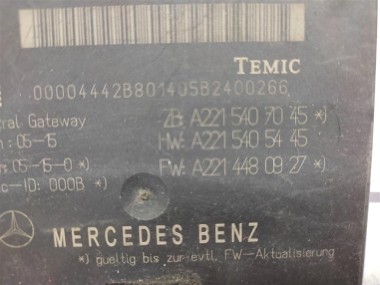 TEMIC
00004442B801405B2400266
ral Gateway ZB: A221 540 70 45 *)
: 05-15 HW: A221 540 54 45
: 05-15-0 *) FW: A221 448 09 27 *)
c-ID: 000B *)
MERCEDES BENZ
*) gueltig bis zur evtl. FW-Aktualisierung